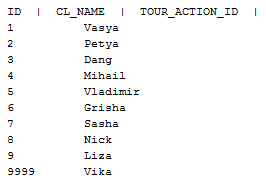 ID | CL_NAME | TOUR_ACTION_ID |
1 Vasya
2 Petya
3 Dang
4 Mihail
5 Vladimir
6 Grisha
7 Sasha
8 Nick
9 Liza
9999 Vika